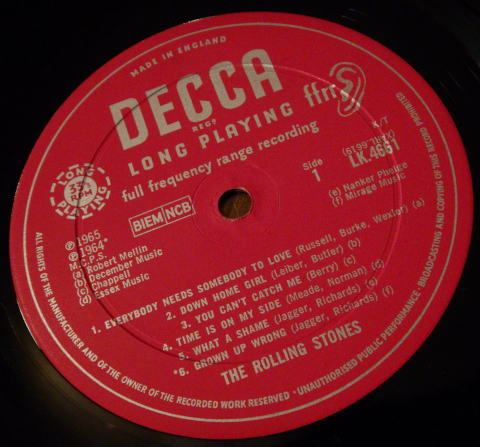 MADE IN ENGLAND
DECCA
REGD
LONG PLAYING
ffrr
full frequency range recording
LONG PLAYING
33⅓
RPM
BIEM/NCB
Side
1
K/T
(XARL.6619)
LK.4661
(e) Nanker Phelge
(f) Mirage Music
℗ 1965
℗ 1964*
M.C.P.S.
(a) Robert Mellin
(b) December Music
(c) Chappell
(d) Essex Music
1. EVERYBODY NEEDS SOMEBODY TO LOVE (Russell, Burke, Wexler) (a)
2. DOWN HOME GIRL (Leiber, Butler) (b)
3. YOU CAN'T CATCH ME (Berry) (c)
4. TIME IS ON MY SIDE (Meade, Norman) (d)
5. WHAT A SHAME (Jagger, Richards) (e)
*6. GROWN UP WRONG (Jagger, Richards) (f)
THE ROLLING STONES
ALL RIGHTS OF THE MANUFACTURER AND OF THE OWNER OF THE RECORDED WORK RESERVED - UNAUTHORISED PUBLIC PERFORMANCE, BROADCASTING AND COPYING OF THIS RECORD PROHIBITED